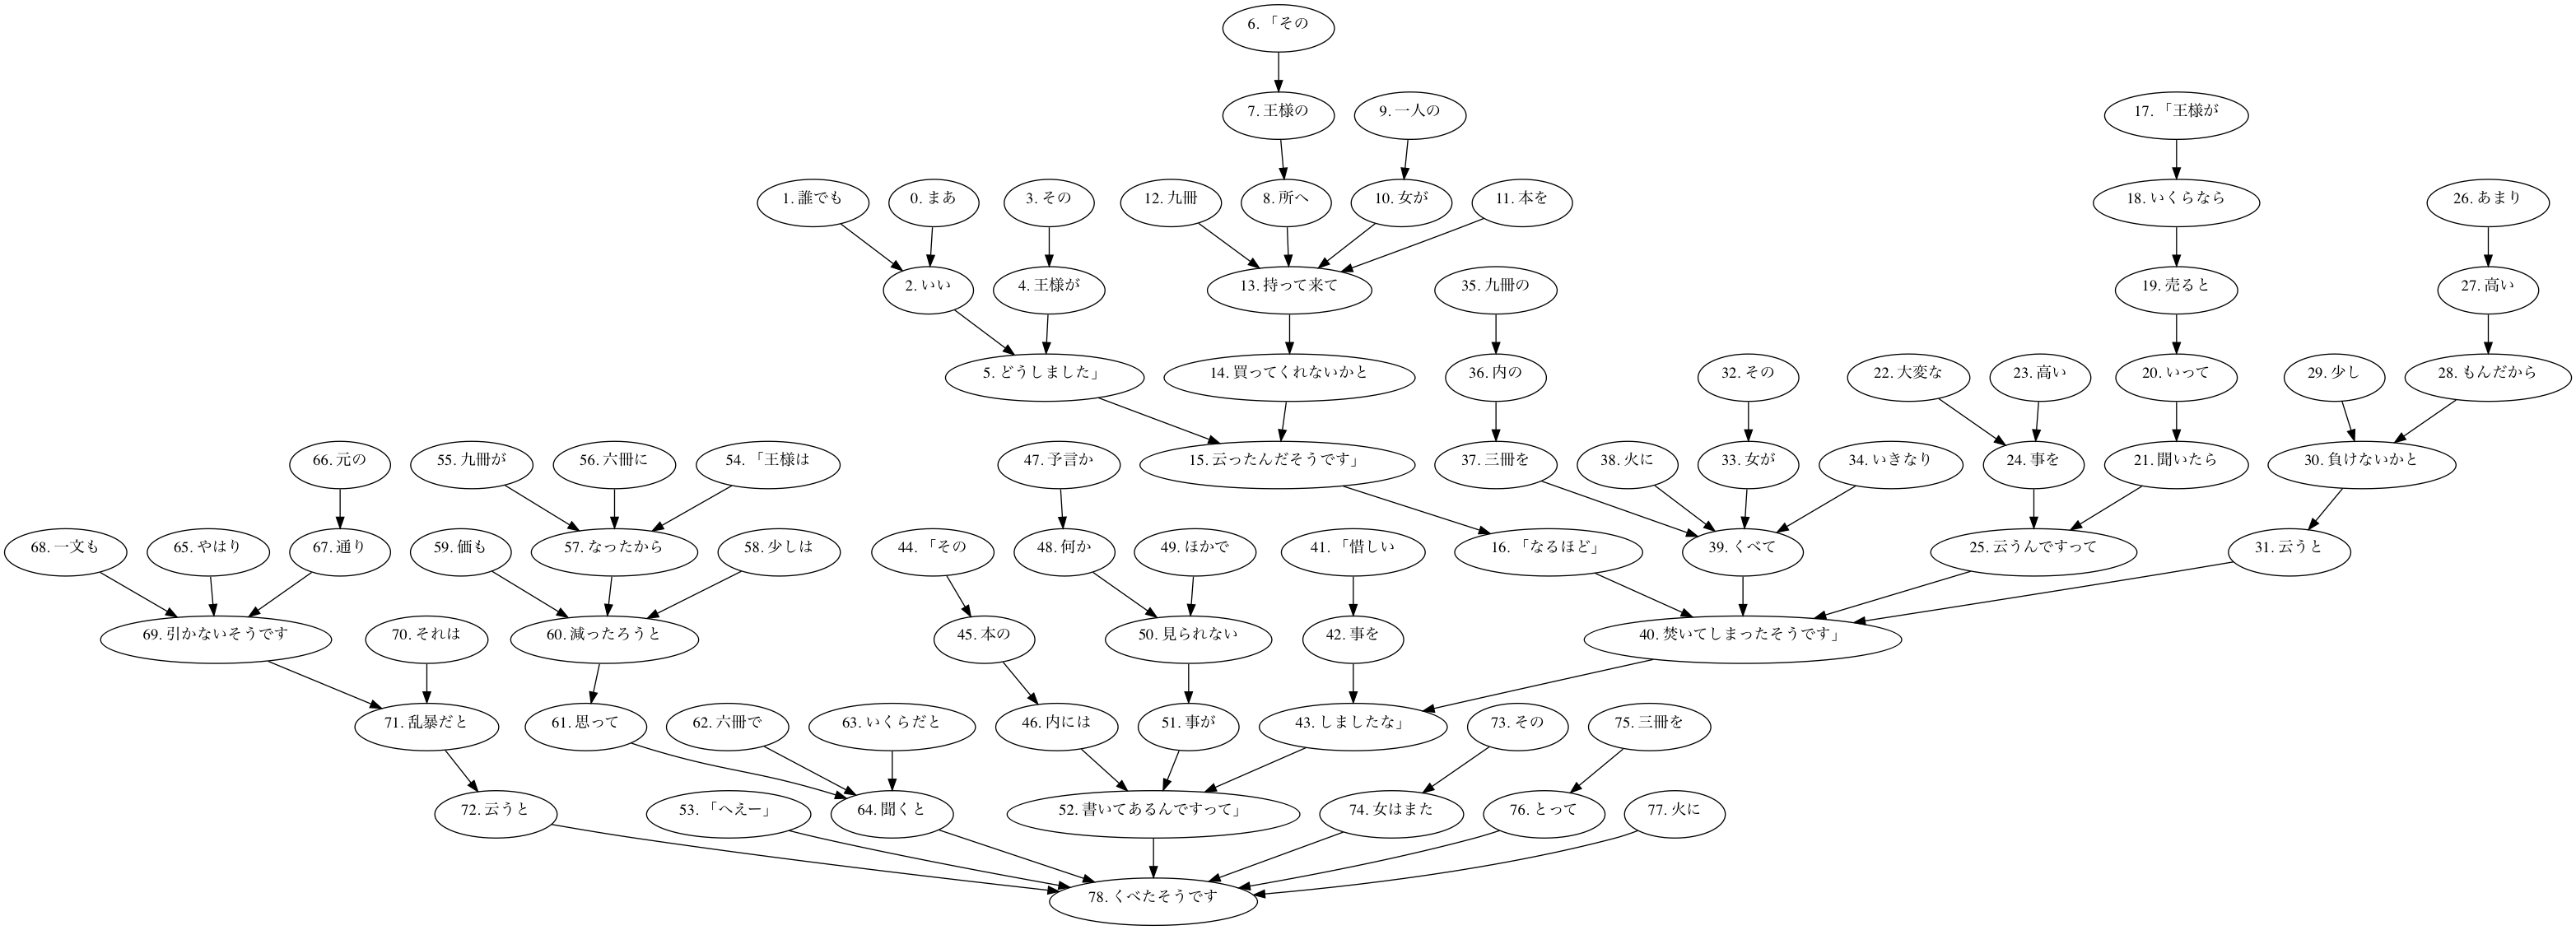 6. 「その
7. 王様の
9. 一人の
17. 「王様が
1. 誰でも
0. まあ
3. その
12. 九冊
8. 所へ
10. 女が
11. 本を
18. いくらなら
26. あまり
2. いい
4. 王様が
13. 持って来て
35. 九冊の
19. 売ると
27. 高い
5. どうしました」
14. 買ってくれないかと
36. 内の
32. その
22. 大変な
23. 高い
20. いって
29. 少し
28. もんだから
66. 元の
55. 九冊が
56. 六冊に
54. 「王様は
47. 予言か
15. 云ったんだそうです」
37. 三冊を
38. 火に
33. 女が
34. いきなり
24. 事を
21. 聞いたら
30. 負けないかと
68. 一文も
65. やはり
67. 通り
59. 価も
57. なったから
58. 少しは
44. 「その
48. 何か
49. ほかで
41. 「惜しい
16. 「なるほど」
39. くべて
25. 云うんですって
31. 云うと
69. 引かないそうです
70. それは
60. 減ったろうと
45. 本の
50. 見られない
42. 事を
40. 焚いてしまったそうです」
71. 乱暴だと
61. 思って
62. 六冊で
63. いくらだと
46. 内には
51. 事が
43. しましたな」
73. その
75. 三冊を
72. 云うと
53. 「へえー」
64. 聞くと
52. 書いてあるんですって」
74. 女はまた
76. とって
77. 火に
78. くべたそうです